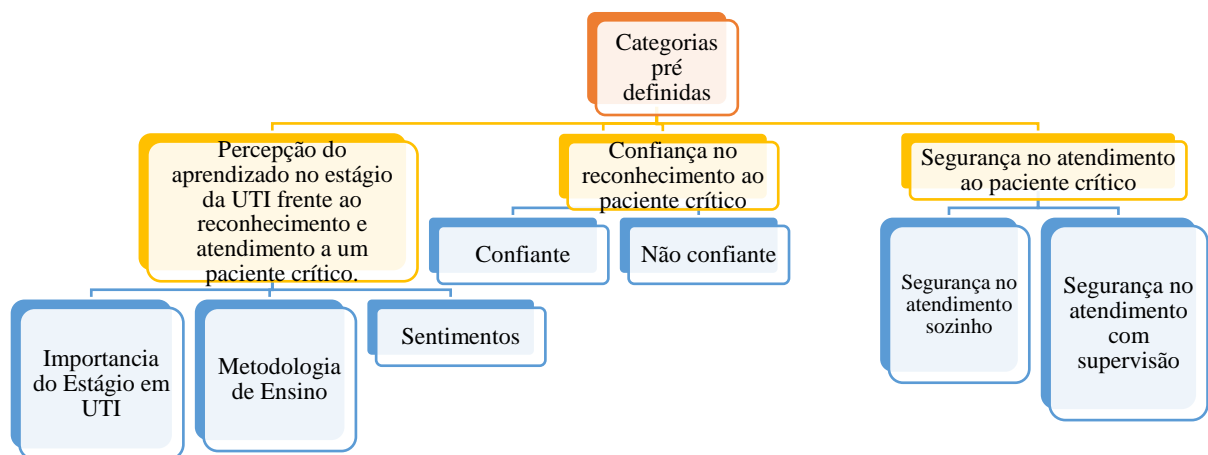 Categorias
pré
definidas
Percepção do
aprendizado no estágio
da UTI frente ao
reconhecimento e
atendimento a um
paciente crítico.
Confiança no
reconhecimento ao
paciente crítico
Segurança no atendimento
ao paciente crítico
Importancia
do Estágio em
UTI
Metodologia
de Ensino
Sentimentos
Confiante
Não confiante
Segurança no
atendimento
sozinho
Segurança no
atendimento
com
supervisão